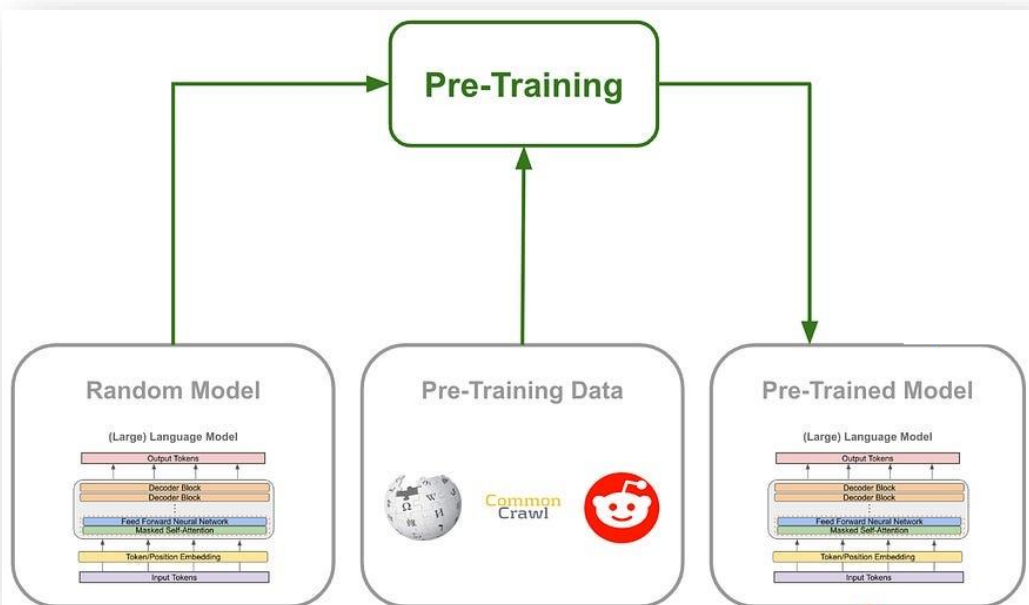 Pre-Training
Random Model
(Large) Language Model
Output Tokens
Decoder Block
Decoder Block
Feed Forward Neural Network
Masked Self-Attention
Token/Position Embedding
Input Tokens
Pre-Training Data
Ω
W
И
Common
Crawl
Pre-Trained Model
(Large) Language Model
Output Tokens
Decoder Block
Decoder Block
Feed Forward Neural Network
Masked Self-Attention
Token/Position Embedding
Input Tokens